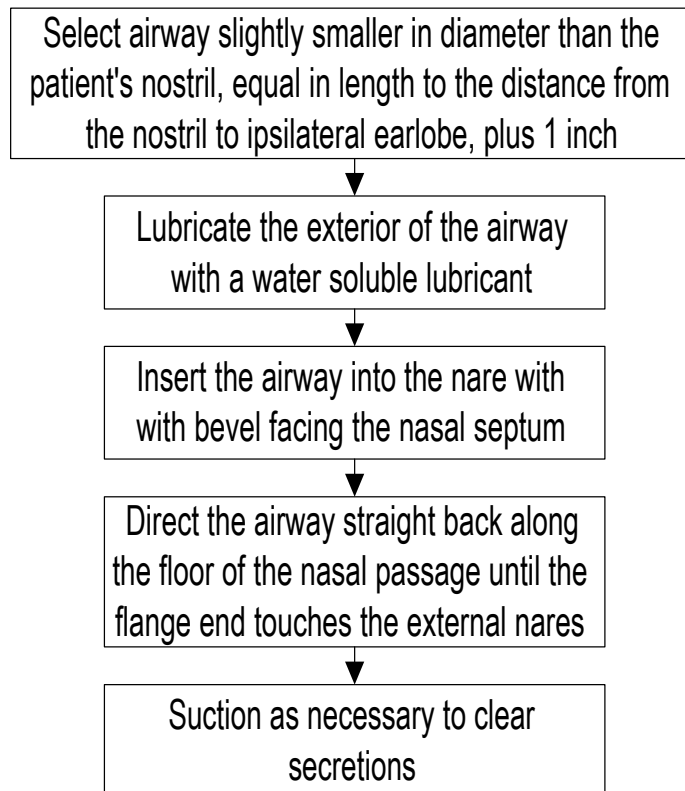 Select airway slightly smaller in diameter than the
patient's nostril, equal in length to the distance from
the nostril to ipsilateral earlobe, plus 1 inch
Lubricate the exterior of the airway
with a water soluble lubricant
Insert the airway into the nare with
with bevel facing the nasal septum
Direct the airway straight back along
the floor of the nasal passage until the
flange end touches the external nares
Suction as necessary to clear
secretions